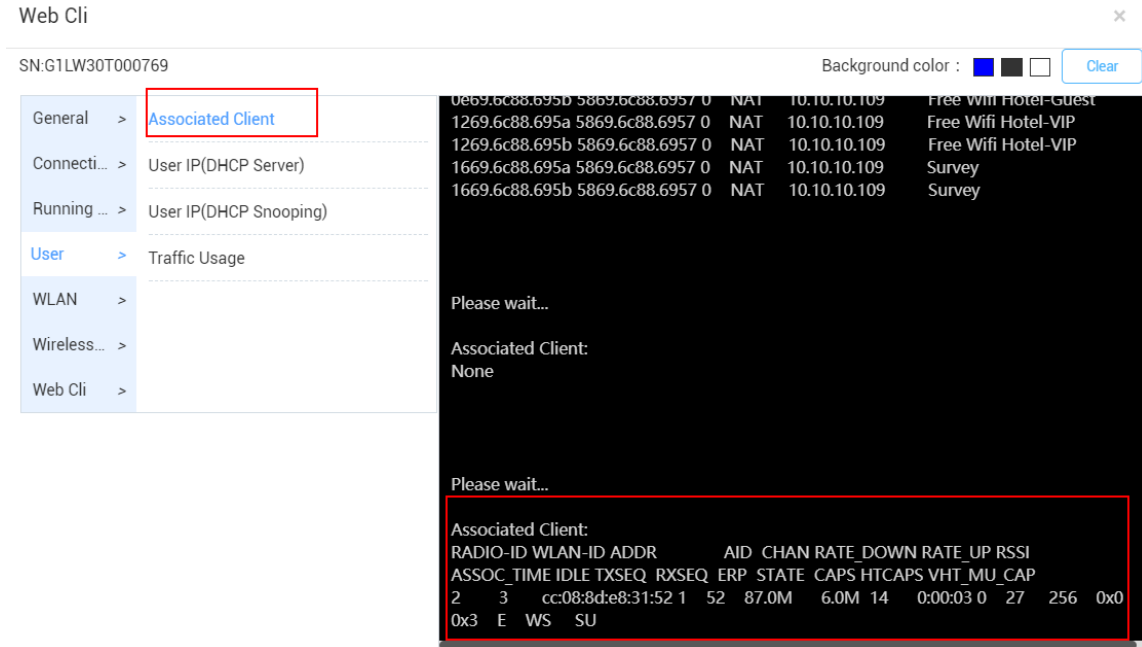 Web Cli
×
SN:G1LW30T000769
Background color :
Clear
General >
Connecti... >
Running ... >
User >
WLAN >
Wireless... >
Web Cli >
Associated Client
User IP(DHCP Server)
User IP(DHCP Snooping)
Traffic Usage
0e69.6c88.695b 5869.6c88.6957 0 NAT 10.10.10.109 Free Wifi Hotel-Guest
1269.6c88.695a 5869.6c88.6957 0 NAT 10.10.10.109 Free Wifi Hotel-VIP
1269.6c88.695b 5869.6c88.6957 0 NAT 10.10.10.109 Free Wifi Hotel-VIP
1669.6c88.695a 5869.6c88.6957 0 NAT 10.10.10.109 Survey
1669.6c88.695b 5869.6c88.6957 0 NAT 10.10.10.109 Survey
Please wait...
Associated Client:
None
Please wait...
Associated Client:
RADIO-ID WLAN-ID ADDR AID CHAN RATE_DOWN RATE_UP RSSI
ASSOC_TIME IDLE TXSEQ RXSEQ ERP STATE CAPS HTCAPS VHT_MU_CAP
2 3 cc:08:8d:e8:31:52 1 52 87.0M 6.0M 14 0:00:03 0 27 256 0x0
0x3 E WS SU